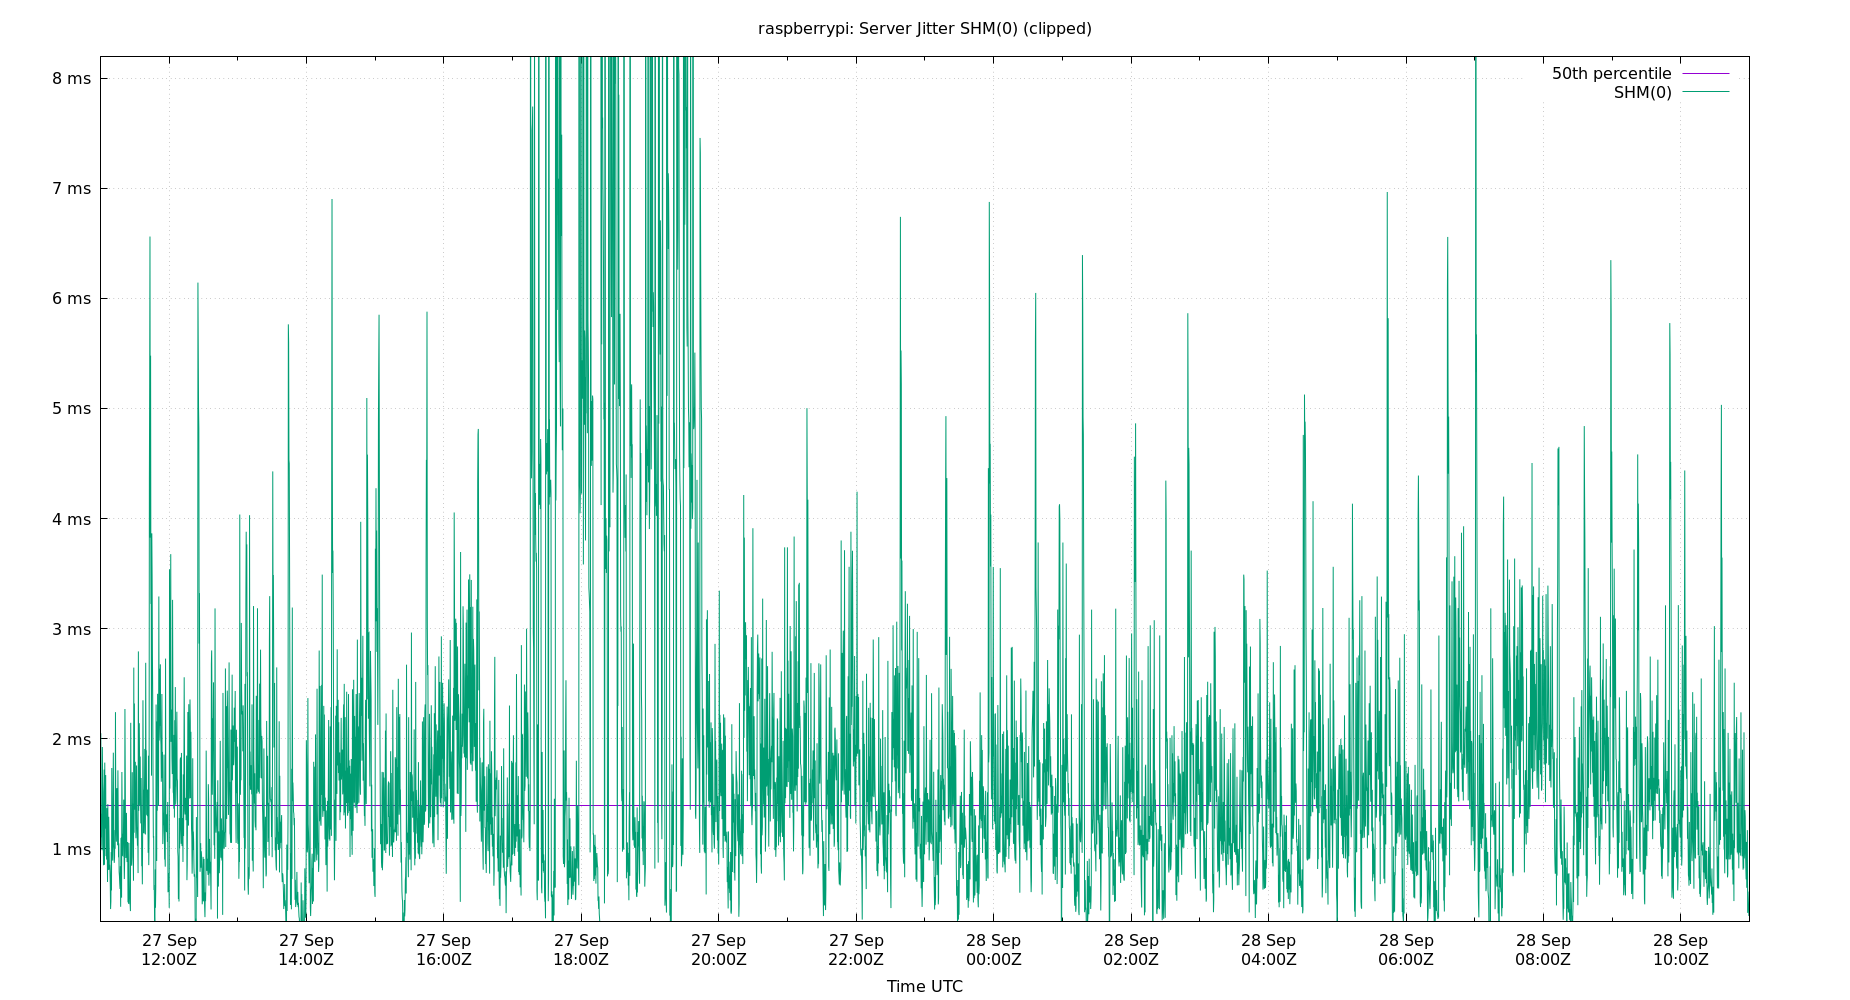 raspberrypi: Server Jitter SHM(0) (clipped)
50th percentile
SHM(0)
8 ms
7 ms
6 ms
5 ms
4 ms
3 ms
2 ms
1 ms
27 Sep 27 Sep 27 Sep 27 Sep 27 Sep 27 Sep 28 Sep 28 Sep 28 Sep 28 Sep 28 Sep 28 Sep
12:00Z 14:00Z 16:00Z 18:00Z 20:00Z 22:00Z 00:00Z 02:00Z 04:00Z 06:00Z 08:00Z 10:00Z
Time UTC